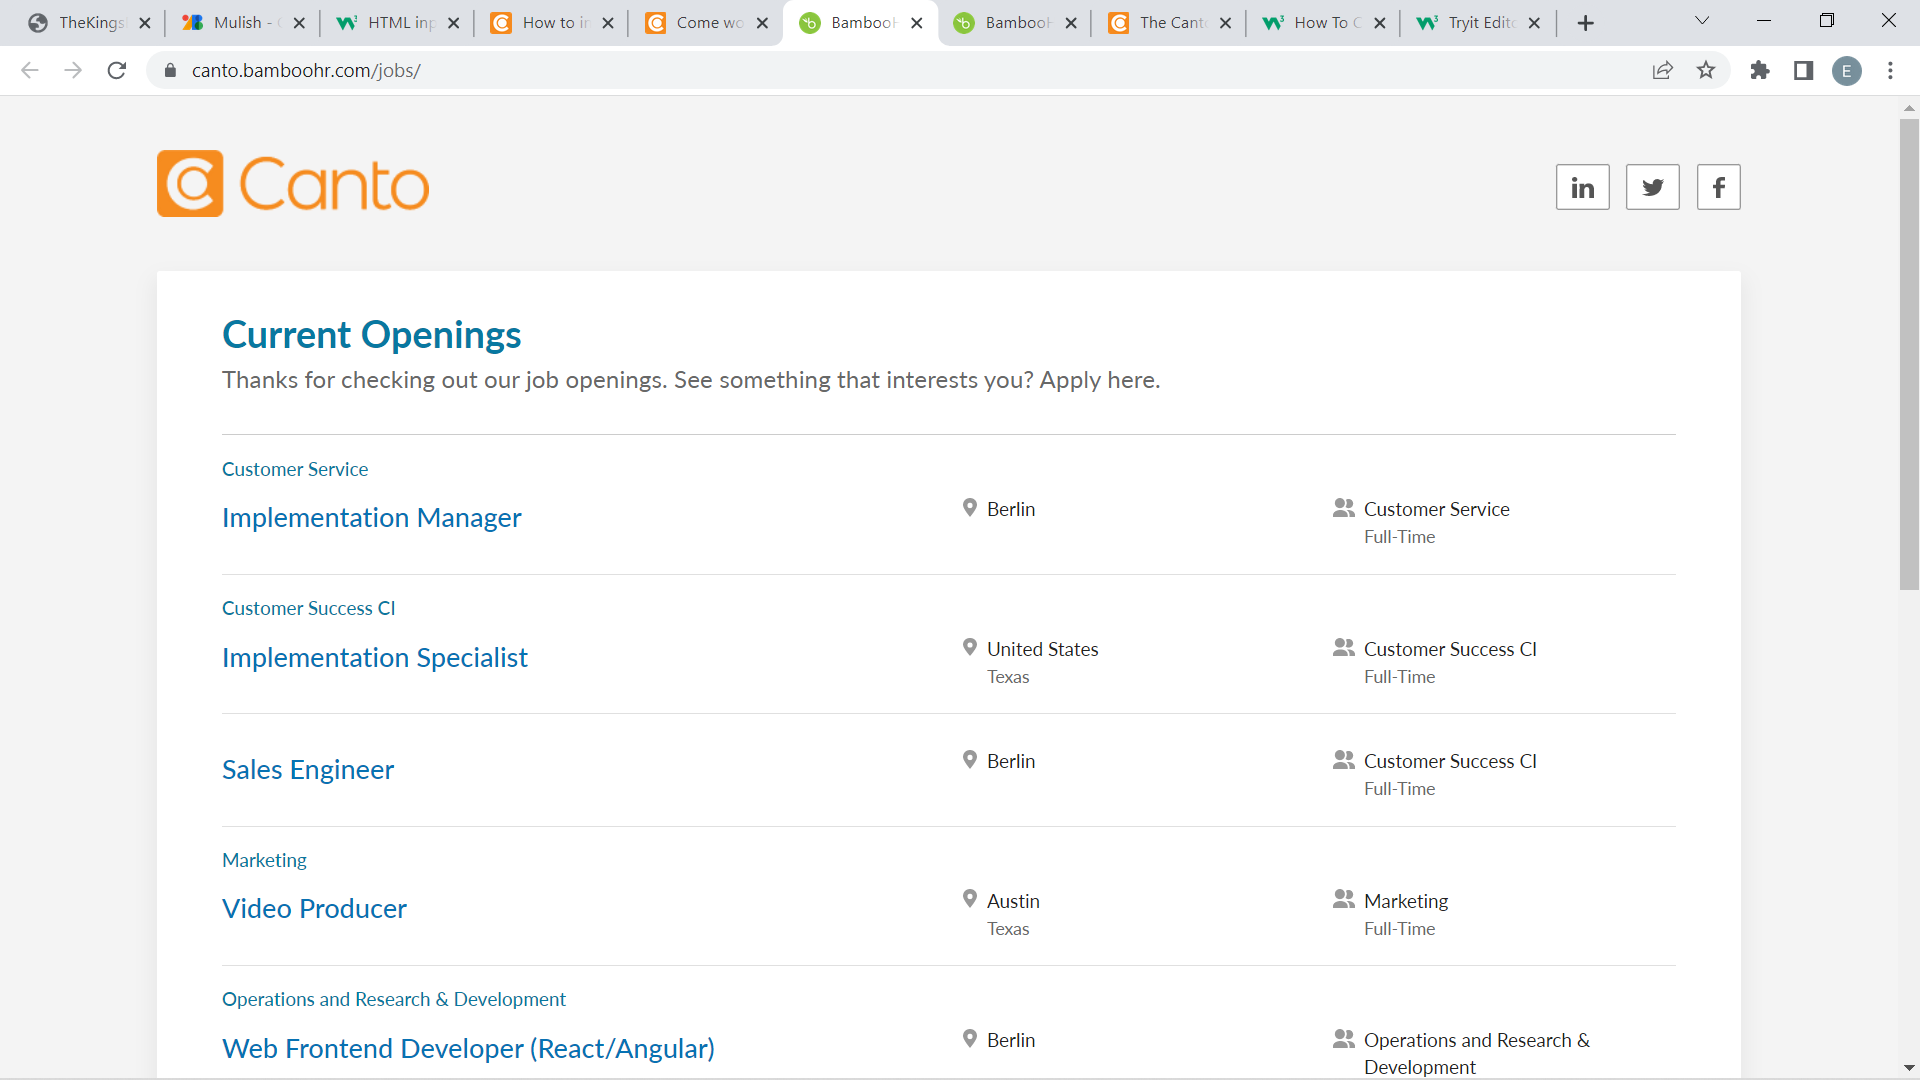 TheKings
Mulish -
HTML inp
How to i
Come wo
Bamboo
Bamboo
The Cant
How To C
Tryit Edit
canto.bamboohr.com/jobs/
E
Canto
in
f
Current Openings
Thanks for checking out our job openings. See something that interests you? Apply here.
Customer Service
Implementation Manager
Berlin
Customer Service
Full-Time
Customer Success CI
Implementation Specialist
United States
Texas
Customer Success CI
Full-Time
Sales Engineer
Berlin
Customer Success CI
Full-Time
Marketing
Video Producer
Austin
Texas
Marketing
Full-Time
Operations and Research & Development
Web Frontend Developer (React/Angular)
Berlin
Operations and Research &
Development